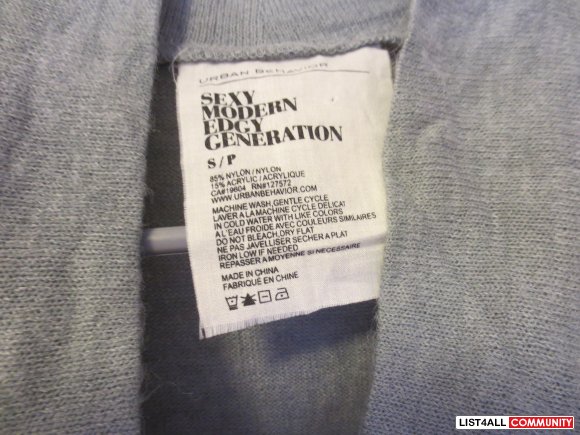 URBAN BEHAVIOR
SEXY
MODERN
EDGY
GENERATION
S / P
85% NYLON / NYLON
15% ACRYLIC / ACRYLIQUE
CA#19604 RN#127572
WWW.URBANBEHAVIOR.COM
MACHINE WASH,GENTLE CYCLE
LAVER A LA MACHINE CYCLE DELICAT
IN COLD WATER WITH LIKE COLORS
A L'EAU FROIDE AVEC COULEURS SIMILAIRES
DO NOT BLEACH,DRY FLAT
NE PAS JAVELLISER SECHER A PLAT
IRON LOW IF NEEDED
REPASSER A MOYENNE SI NECESSAIRE
MADE IN CHINA
FABRIQUÉ EN CHINE
LIST4ALL COMMUNITY